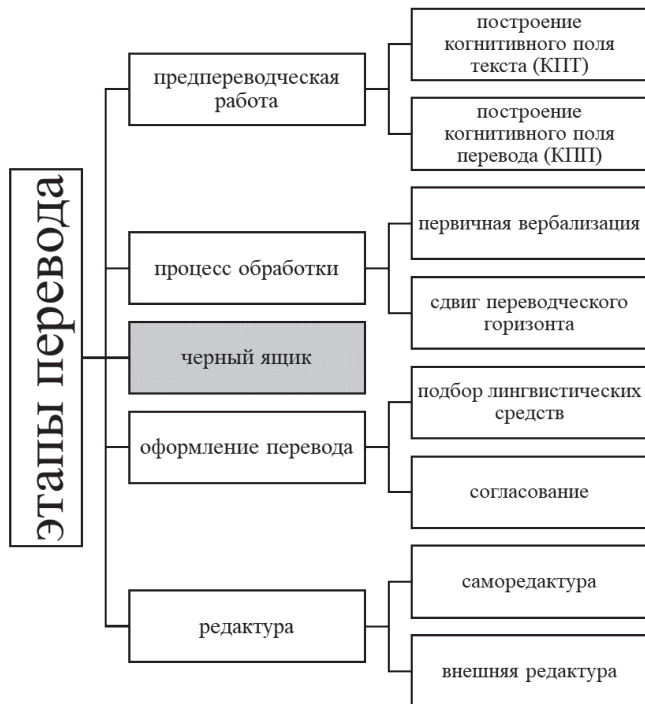 этапы перевода
предпереводческая
работа
построение
когнитивного поля
текста (КПТ)
построение
когнитивного поля
перевода (КПП)
процесс обработки
первичная вербализация
сдвиг переводческого
горизонта
черный ящик
оформление перевода
подбор лингвистических
средств
согласование
редактура
саморедактура
внешняя редактура